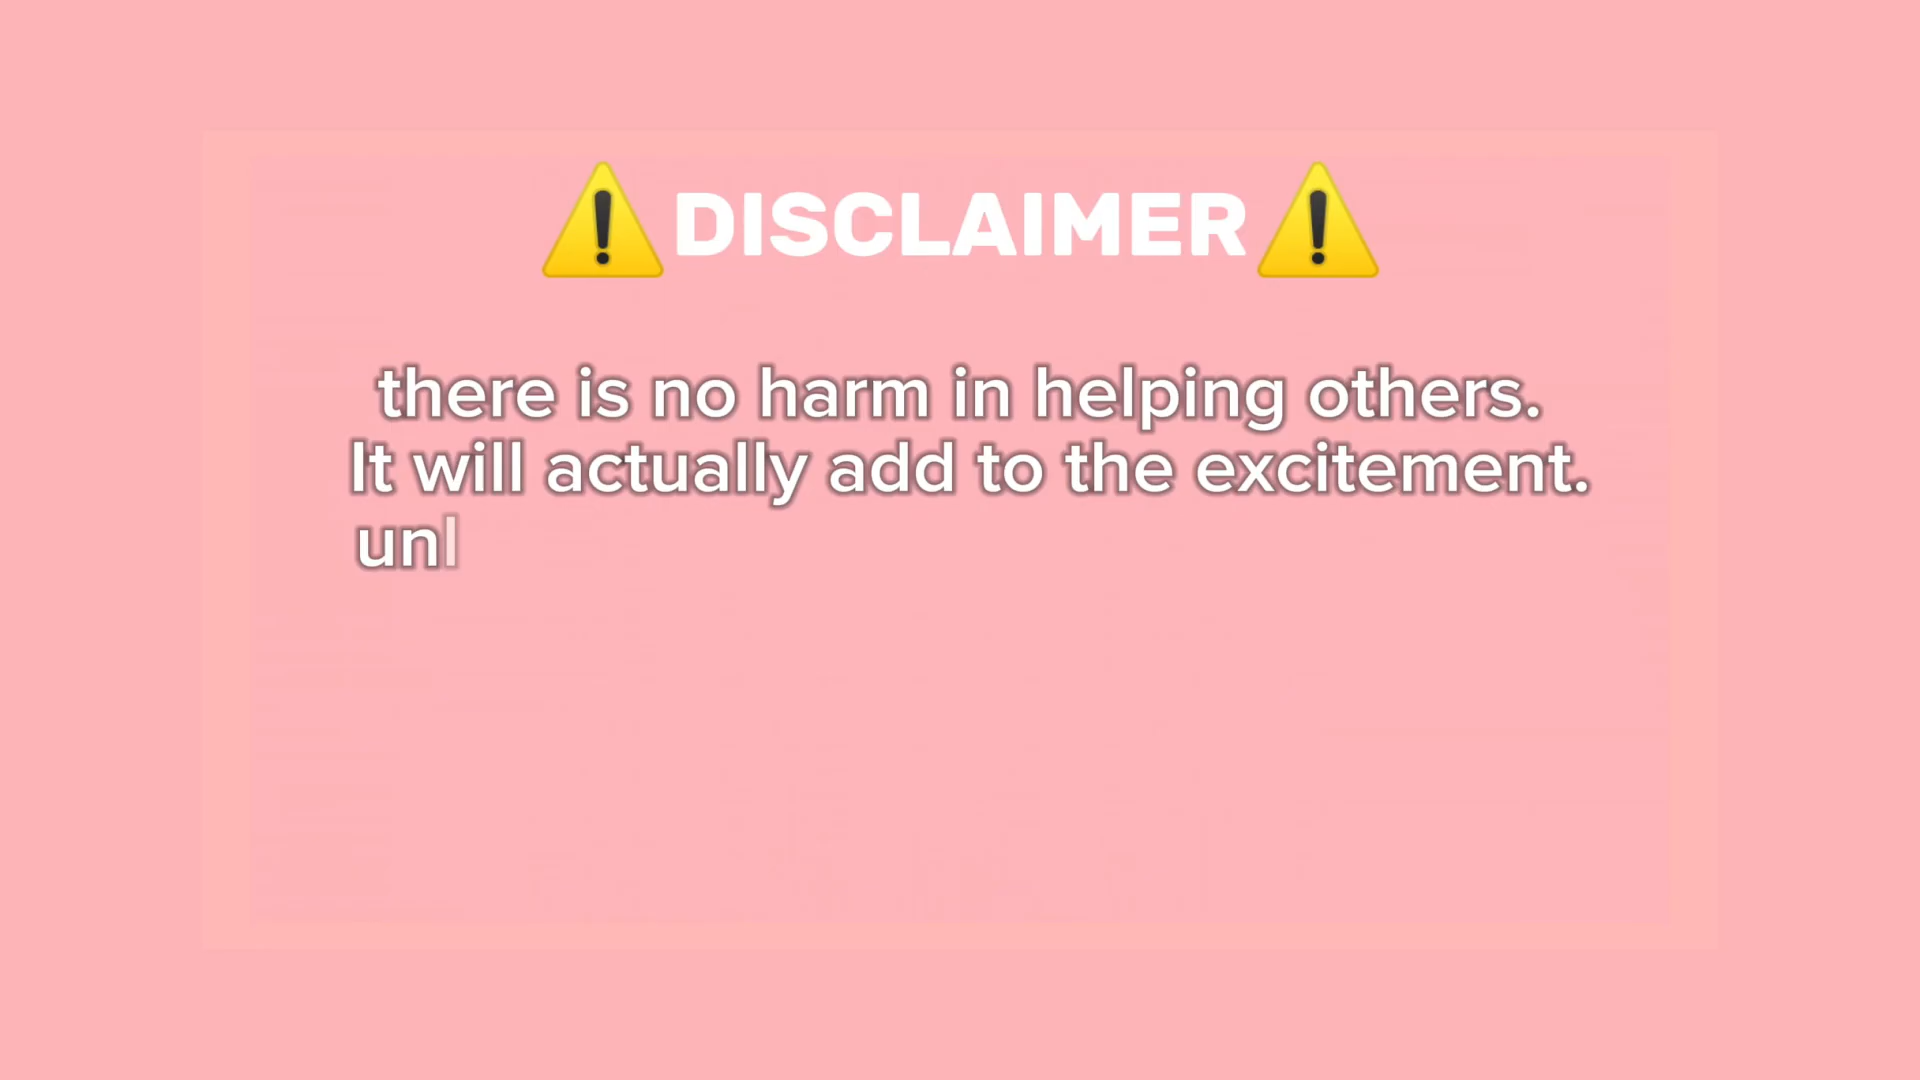 ⚠️DISCLAIMER⚠️
there is no harm in helping others.
It will actually add to the excitement.
unl